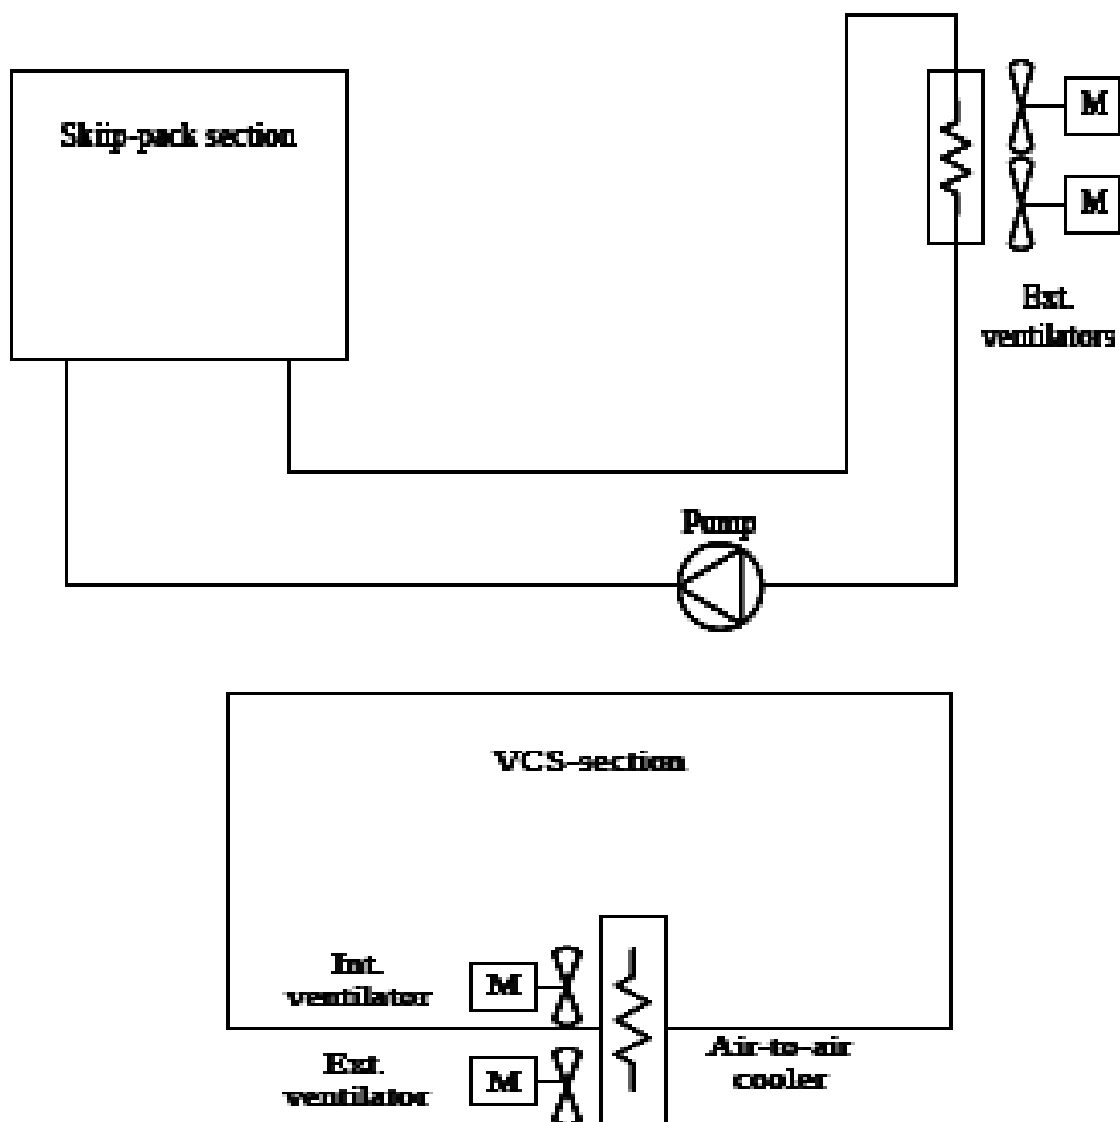 Skiip-pack section
M
M
Ext.
ventilators
Pump
VCS-section
Int.
ventilator
M
Air-to-air
cooler
Ext.
ventilator
M